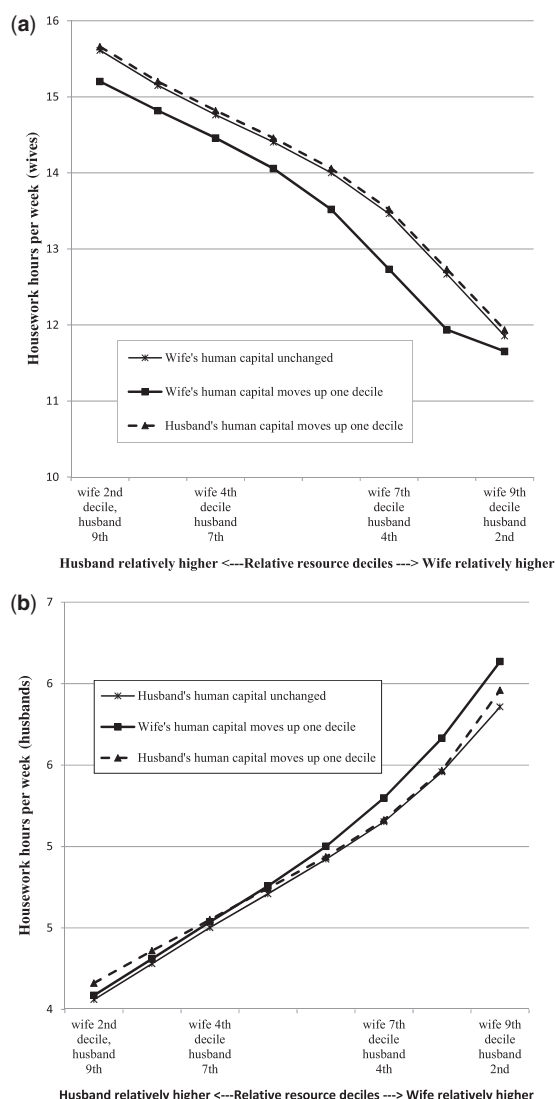 (a)
16
15
14
13
12
11
10
Housework hours per week (wives)
Wife's human capital unchanged
Wife's human capital moves up one decile
Husband's human capital moves up one decile
wife 2nd
decile,
husband
9th
wife 4th
decile
husband
7th
wife 7th
decile
husband
4th
wife 9th
decile
husband
2nd
Husband relatively higher <---Relative resource deciles ---> Wife relatively higher
(b)
7
6
6
5
5
4
Housework hours per week (husbands)
Husband's human capital unchanged
Wife's human capital moves up one decile
Husband's human capital moves up one decile
wife 2nd
decile,
husband
9th
wife 4th
decile
husband
7th
wife 7th
decile
husband
4th
wife 9th
decile
husband
2nd
Husband relatively higher <---Relative resource deciles ---> Wife relatively higher